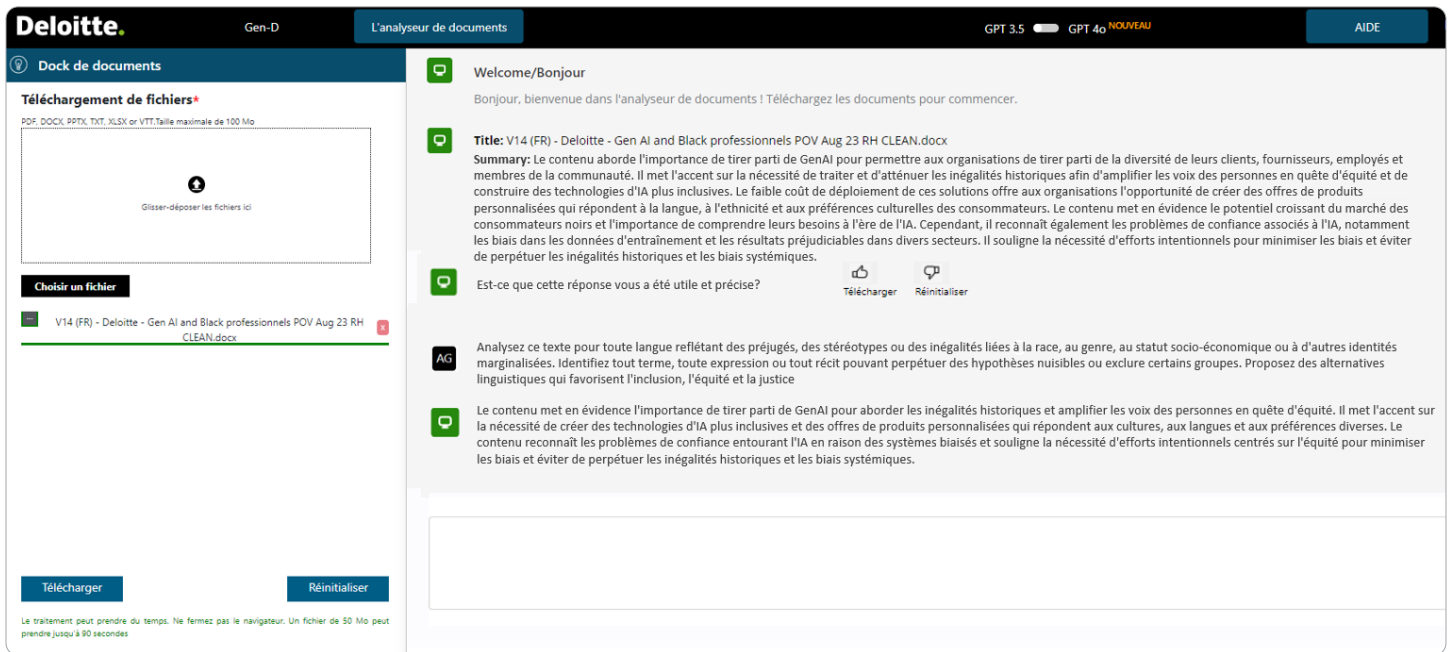 Deloitte.
Gen-D
L'analyseur de documents
GPT 3.5 GPT 4o NOUVEAU
AIDE
Dock de documents
Téléchargement de fichiers*
PDF, DOCX, PPTX, TXT, XLSX or VTT,Taille maximale de 100 Mo
Glisser-déposer les fichiers ici
Choisir un fichier
V14 (FR) - Deloitte - Gen AI and Black professionnels POV Aug 23 RH
CLEAN.docx
x
Télécharger
Réinitialiser
Le traitement peut prendre du temps. Ne fermez pas le navigateur. Un fichier de 50 Mo peut
prendre jusqu'à 90 secondes
Welcome/Bonjour
Bonjour, bienvenue dans l'analyseur de documents ! Téléchargez les documents pour commencer.
Title: V14 (FR) - Deloitte - Gen AI and Black professionnels POV Aug 23 RH CLEAN.docx
Summary: Le contenu aborde l'importance de tirer parti de GenAI pour permettre aux organisations de tirer parti de la diversité de leurs clients, fournisseurs, employés et
membres de la communauté. Il met l'accent sur la nécessité de traiter et d'atténuer les inégalités historiques afin d'amplifier les voix des personnes en quête d'équité et de
construire des technologies d'IA plus inclusives. Le faible coût de déploiement de ces solutions offre aux organisations l'opportunité de créer des offres de produits
personnalisées qui répondent à la langue, à l'ethnicité et aux préférences culturelles des consommateurs. Le contenu met en évidence le potentiel croissant du marché des
consommateurs noirs et l'importance de comprendre leurs besoins à l'ère de l'IA. Cependant, il reconnaît également les problèmes de confiance associés à l'IA, notamment
les biais dans les données d'entraînement et les résultats préjudiciables dans divers secteurs. Il souligne la nécessité d'efforts intentionnels pour minimiser les biais et éviter
de perpétuer les inégalités historiques et les biais systémiques.
Est-ce que cette réponse vous a été utile et précise?
Télécharger
Réinitialiser
AG
Analysez ce texte pour toute langue reflétant des préjugés, des stéréotypes ou des inégalités liées à la race, au genre, au statut socio-économique ou à d'autres identités
marginalisées. Identifiez tout terme, toute expression ou tout récit pouvant perpétuer des hypothèses nuisibles ou exclure certains groupes. Proposez des alternatives
linguistiques qui favorisent l'inclusion, l'équité et la justice
Le contenu met en évidence l'importance de tirer parti de GenAI pour aborder les inégalités historiques et amplifier les voix des personnes en quête d'équité. Il met l'accent sur
la nécessité de créer des technologies d'IA plus inclusives et des offres de produits personnalisées qui répondent aux cultures, aux langues et aux préférences diverses. Le
contenu reconnaît les problèmes de confiance entourant l'IA en raison des systèmes biaisés et souligne la nécessité d'efforts intentionnels centrés sur l'équité pour minimiser
les biais et éviter de perpétuer les inégalités historiques et les biais systémiques.